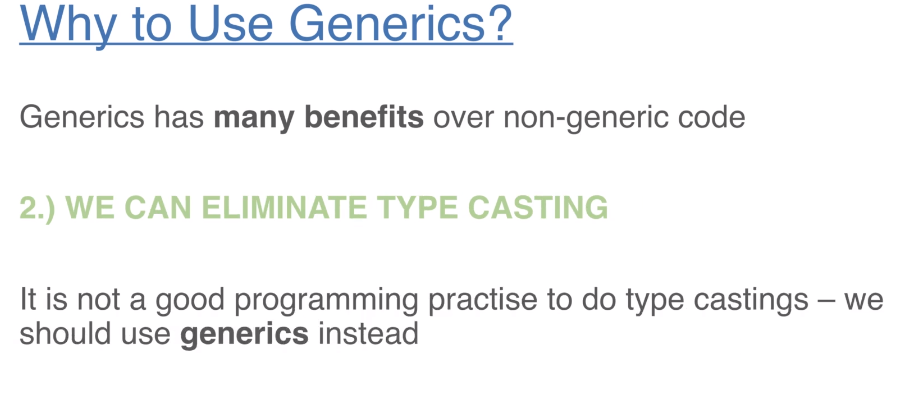 Why to Use Generics?
Generics has many benefits over non-generic code
2.) WE CAN ELIMINATE TYPE CASTING
It is not a good programming practise to do type castings – we
should use generics instead